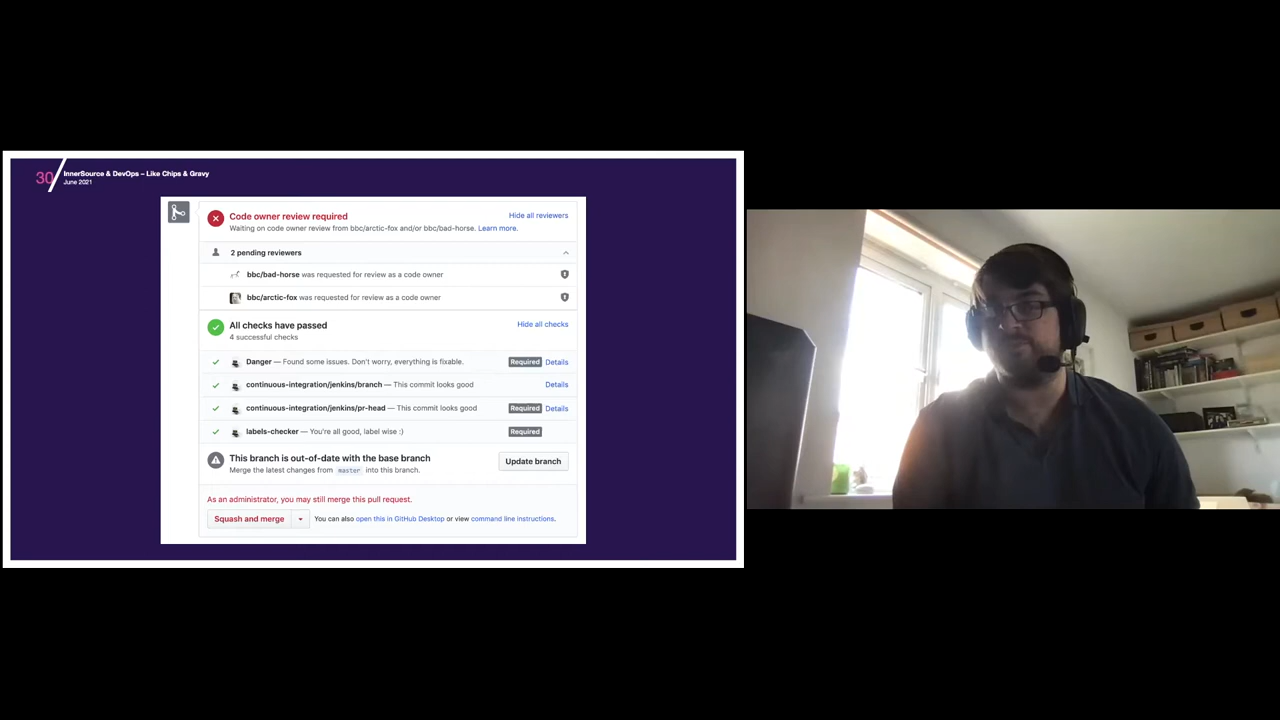 30
InnerSource & DevOps – Like Chips & Gravy
June 2021
Code owner review required
Hide all reviewers
Waiting on code owner review from bbc/arctic-fox and/or bbc/bad-horse. Learn more.
2 pending reviewers
bbc/bad-horse was requested for review as a code owner
bbc/arctic-fox was requested for review as a code owner
All checks have passed
Hide all checks
4 successful checks
Danger — Found some issues. Don't worry, everything is fixable. Required Details
continuous-integration/jenkins/branch — This commit looks good Details
continuous-integration/jenkins/pr-head — This commit looks good Required Details
labels-checker — You're all good, label wise :) Required
This branch is out-of-date with the base branch
Merge the latest changes from master into this branch.
Update branch
As an administrator, you may still merge this pull request.
Squash and merge
You can also open this in GitHub Desktop or view command line instructions.